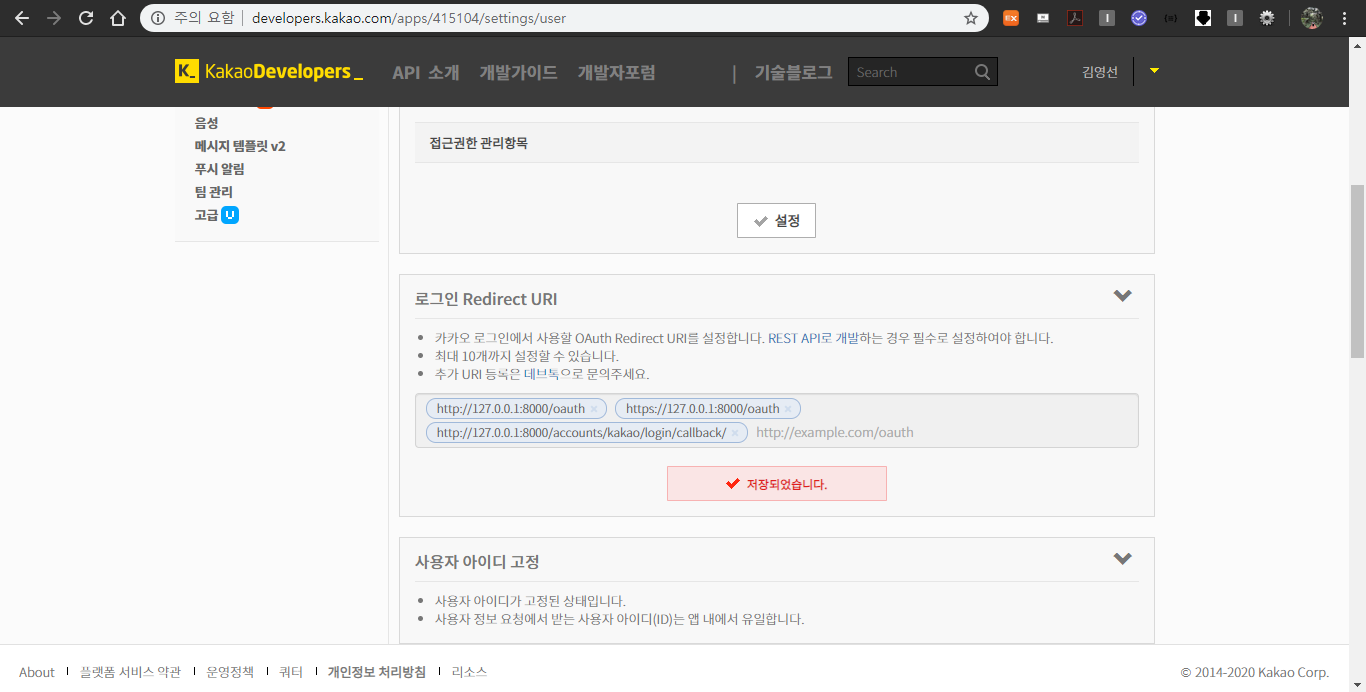 주의 요함 | developers.kakao.com/apps/415104/settings/user
K_ KakaoDevelopers_ API 소개 개발가이드 개발자포럼 | 기술블로그 Search 김영선
음성
메시지 템플릿 v2
푸시 알림
팀 관리
고급 U
접근권한 관리항목
설정
로그인 Redirect URI
카카오 로그인에서 사용할 OAuth Redirect URI를 설정합니다. REST API로 개발하는 경우 필수로 설정하여야 합니다.
최대 10개까지 설정할 수 있습니다.
추가 URI 등록은 데브톡으로 문의주세요.
http://127.0.0.1:8000/oauth × https://127.0.0.1:8000/oauth ×
http://127.0.0.1:8000/accounts/kakao/login/callback/ × http://example.com/oauth
저장되었습니다.
사용자 아이디 고정
사용자 아이디가 고정된 상태입니다.
사용자 정보 요청에서 받는 사용자 아이디(ID)는 앱 내에서 유일합니다.
About 플랫폼 서비스 약관 운영정책 쿼터 개인정보 처리방침 리소스 © 2014-2020 Kakao Corp.